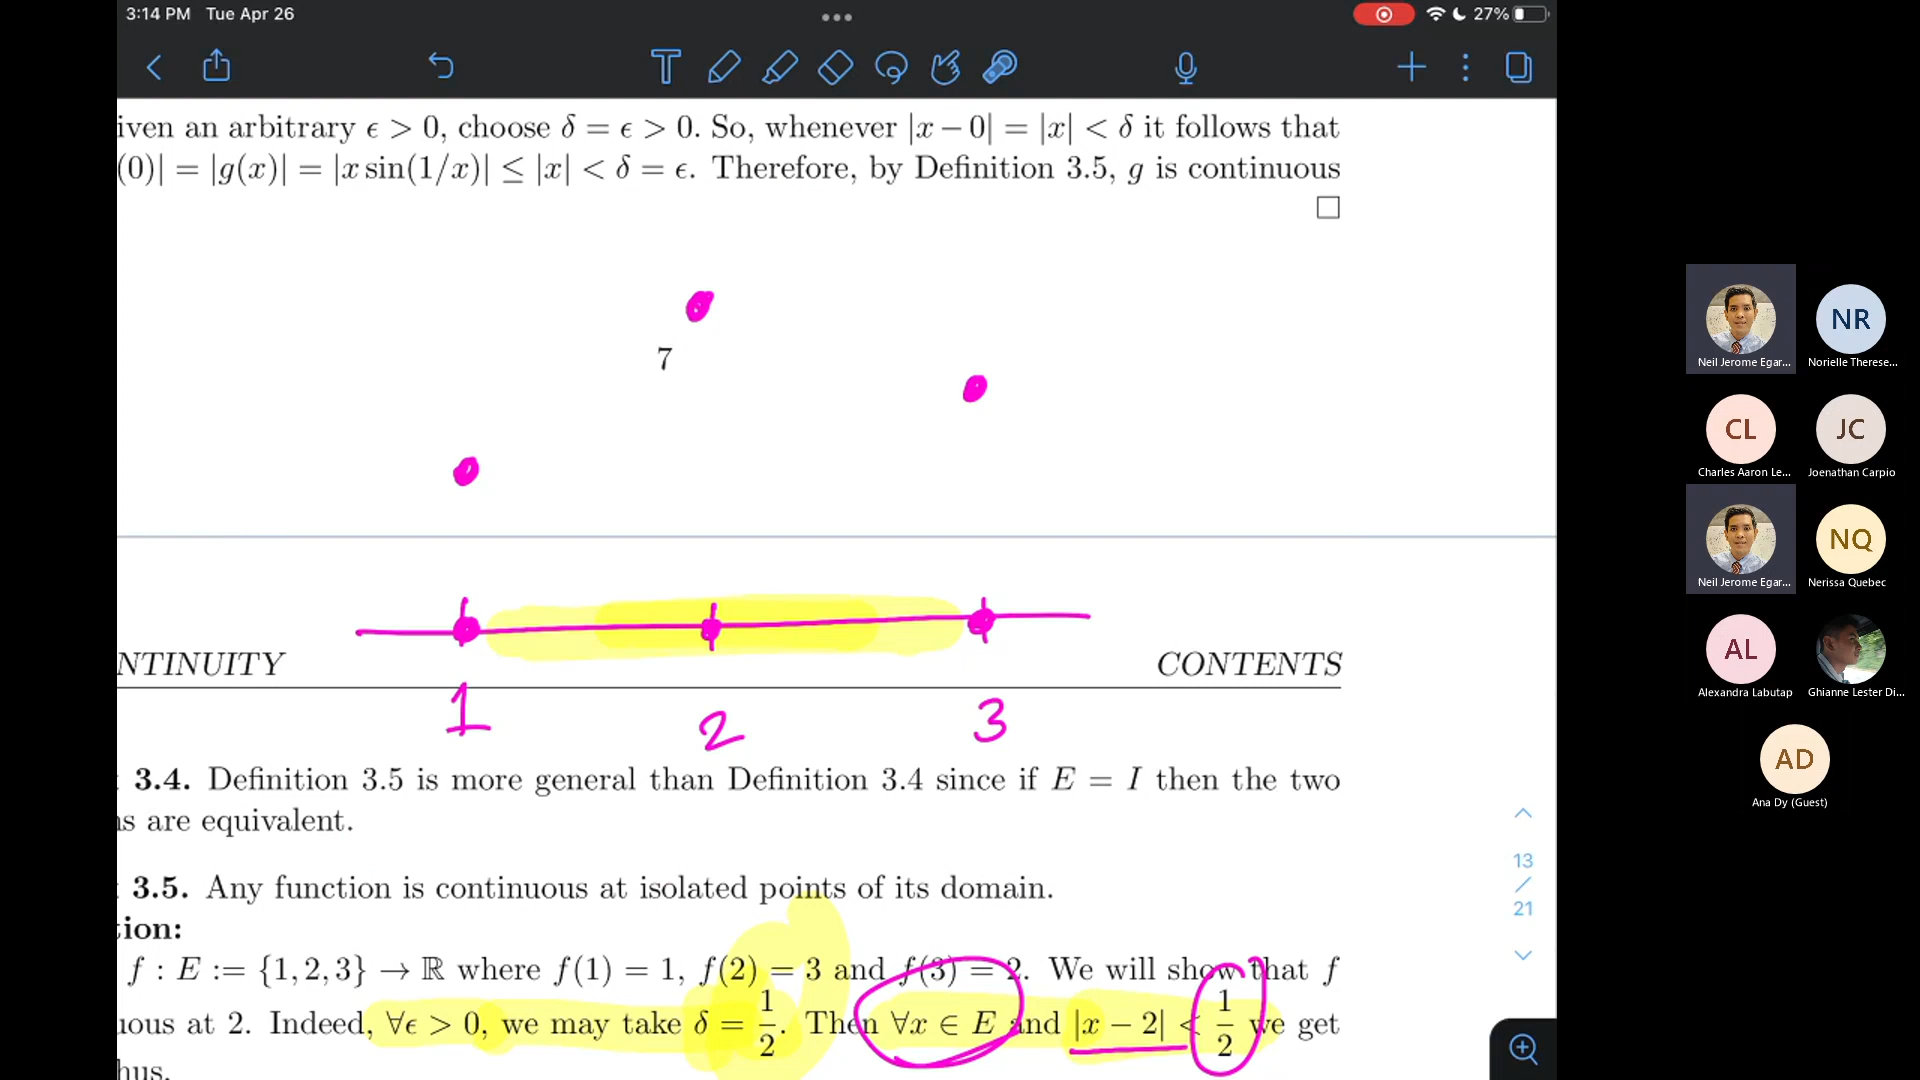 3:14 PM Tue Apr 26
27%
T
iven an arbitrary ϵ > 0, choose δ = ϵ > 0. So, whenever |x − 0| = |x| < δ it follows that
(0)| = |g(x)| = |x sin(1/x)| ≤ |x| < δ = ϵ. Therefore, by Definition 3.5, g is continuous
□
7
NTINUITY CONTENTS
1 2 3
3.4. Definition 3.5 is more general than Definition 3.4 since if E = I then the two
s are equivalent.
3.5. Any function is continuous at isolated points of its domain.
tion:
f : E := {1, 2, 3} → ℝ where f(1) = 1, f(2) = 3 and f(3) = 2. We will show that f
uous at 2. Indeed, ∀ϵ > 0, we may take δ = 1/2. Then ∀x ∈ E and |x − 2| < 1/2 we get
hus,
13
/
21
NR
Neil Jerome Egar... Norielle Therese...
CL JC
Charles Aaron Le... Joenathan Carpio
NQ
Neil Jerome Egar... Nerissa Quebec
AL
Alexandra Labutap Ghianne Lester Di...
AD
Ana Dy (Guest)